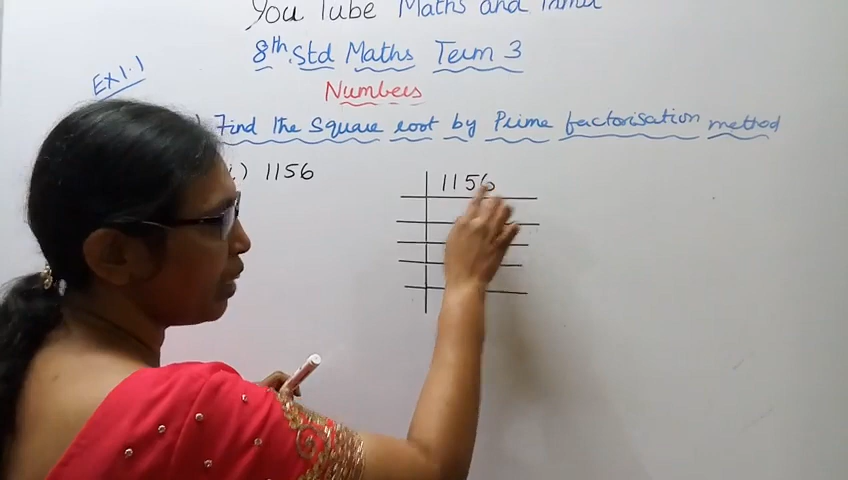 You Tube Maths and Tamil
8th Std Maths Term 3
Ex 1.1
Numbers
) Find the Square root by Prime factorisation method
i) 1156
1156